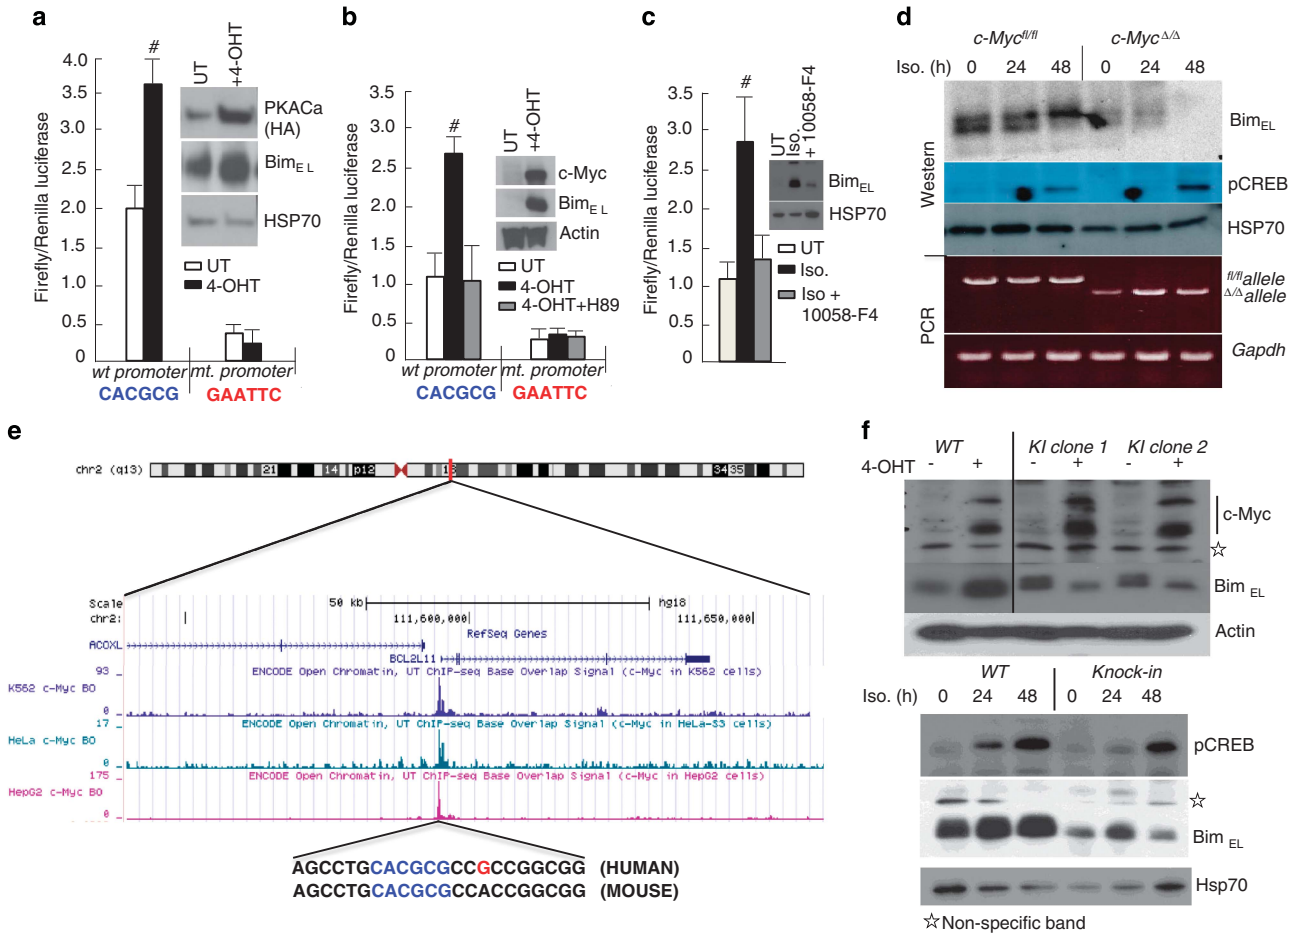 a
Firefly/Renilla luciferase
4.0
3.5
3.0
2.5
2.0
1.5
1.0
0.5
0
#
UT
+4-OHT
PKACa
(HA)
BimE L
HSP70
UT
4-OHT
wt promoter
mt. promoter
CACGCG
GAATTC
b
Firefly/Renilla luciferase
3.5
3.0
2.5
2.0
1.5
1.0
0.5
0
#
UT
+4-OHT
c-Myc
BimE L
Actin
UT
4-OHT
4-OHT+H89
wt promoter
mt. promoter
CACGCG
GAATTC
c
Firefly/Renilla luciferase
3.5
3.0
2.5
2.0
1.5
1.0
0.5
0
#
UT
Iso.
+ 10058-F4
BimEL
HSP70
UT
Iso.
Iso +
10058-F4
d
c-Mycfl/fl
c-MycΔ/Δ
Iso. (h) 0 24 48 0 24 48
Western
BimEL
pCREB
HSP70
PCR
fl/fl allele
Δ/Δ allele
Gapdh
e
chr2 (q13)
21
14
p12
34
35
Scale
50 kb
hg18
chr2:
111,600,000
111,650,000
RefSeq Genes
ACOXL
BCL2L11
93
ENCODE Open Chromatin, UT ChIP-seq Base Overlap Signal (c-Myc in K562 cells)
K562 c-Myc BO
0
17
ENCODE Open Chromatin, UT ChIP-seq Base Overlap Signal (c-Myc in HeLa-S3 cells)
HeLa c-Myc BO
0
175
ENCODE Open Chromatin, UT ChIP-seq Base Overlap Signal (c-Myc in HepG2 cells)
HepG2 c-Myc BO
0
AGCCTGCACGCGCCGCCGGCGG (HUMAN)
AGCCTGCACGCGCCACCGGCGG (MOUSE)
f
WT
KI clone 1
KI clone 2
4-OHT - + - + - +
c-Myc
☆
Bim EL
Actin
WT
Knock-in
Iso. (h) 0 24 48 0 24 48
pCREB
☆
Bim EL
Hsp70
☆Non-specific band